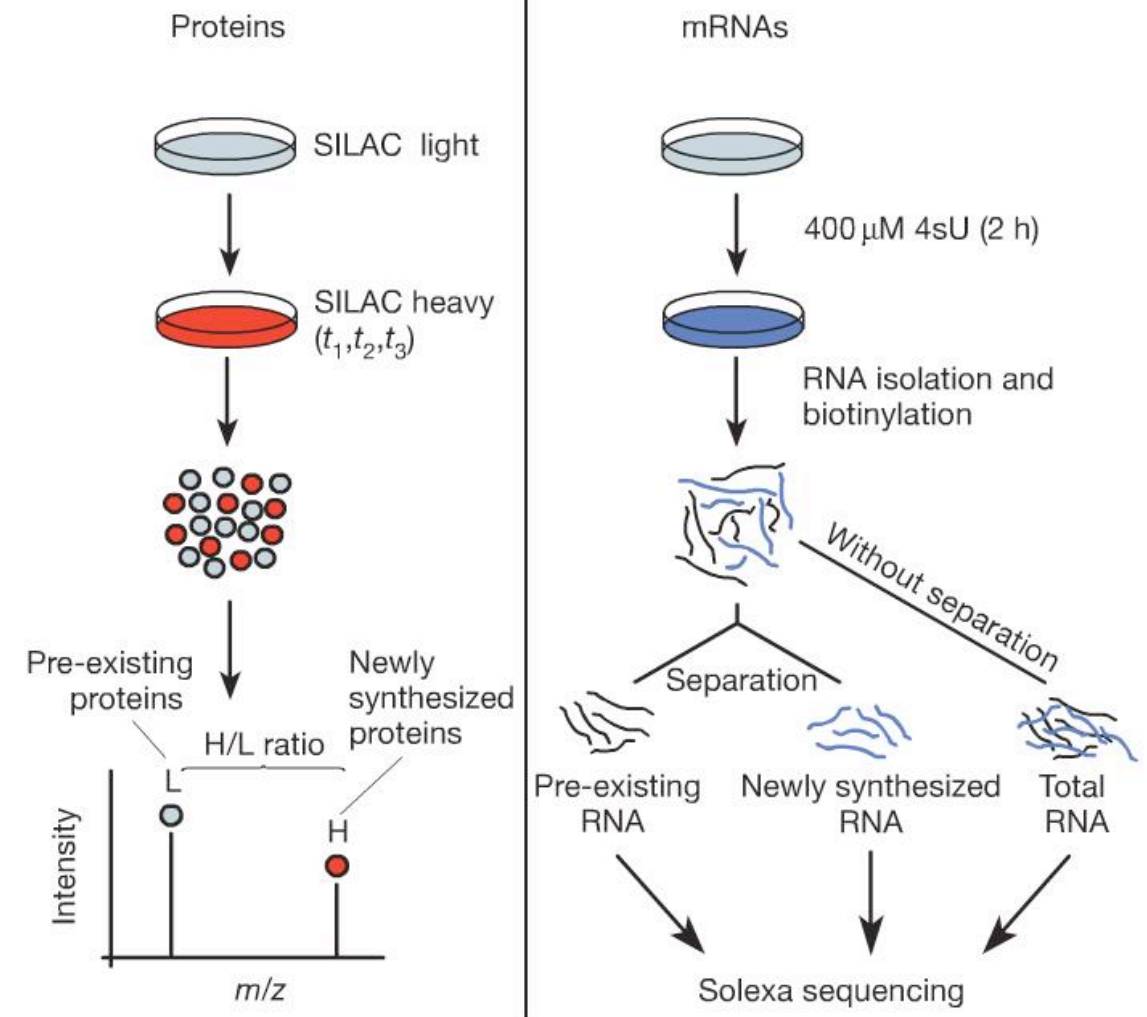 Proteins
SILAC light
SILAC heavy
(t1,t2,t3)
Pre-existing
proteins
Newly
synthesized
proteins
H/L ratio
L
H
Intensity
m/z
mRNAs
400 µM 4sU (2 h)
RNA isolation and
biotinylation
Without separation
Separation
Pre-existing
RNA
Newly synthesized
RNA
Total
RNA
Solexa sequencing